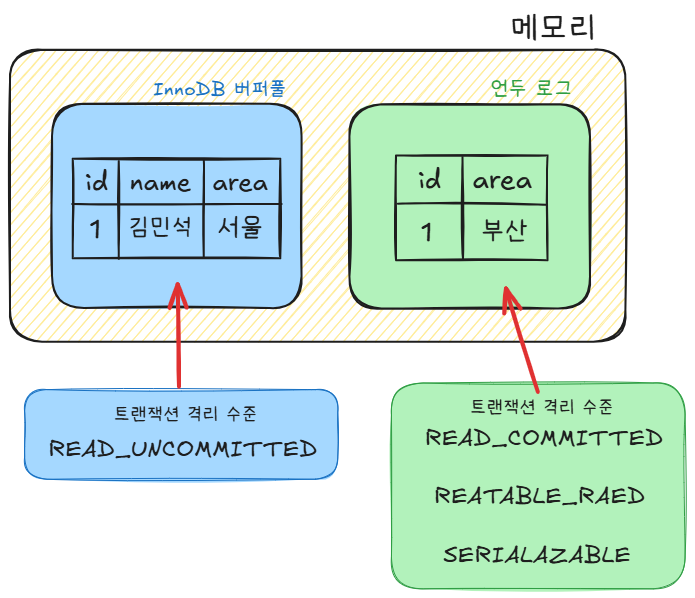 메모리
InnoDB 버퍼풀
id name area
1 김민석 서울
언두 로그
id area
1 부산
트랜잭션 격리 수준
READ_UNCOMMITTED
트랜잭션 격리 수준
READ_COMMITTED
REATABLE_RAED
SERIALAZABLE